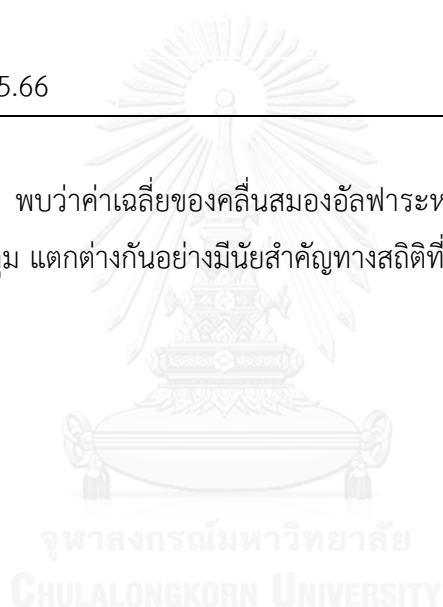 5.66
พบว่าค่าเฉลี่ยของคลื่นสมองอัลฟาระห
ม แตกต่างกันอย่างมีนัยสำคัญทางสถิติที่
จุฬาลงกรณ์มหาวิทยาลัย
CHULALONGKORN UNIVERSITY